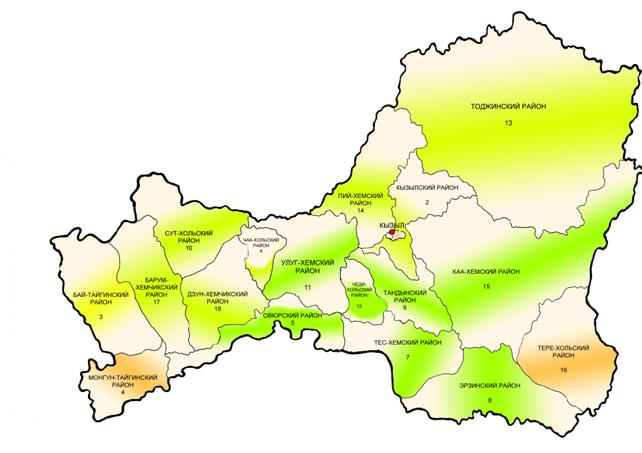 ТОДЖИНСКИЙ РАЙОН
13
КЫЗЫЛСКИЙ РАЙОН
2
ПИЙ-ХЕМСКИЙ
РАЙОН
14
КЫЗЫЛ
СУТ-ХОЛЬСКИЙ
РАЙОН
10
ЧАА-ХОЛЬСКИЙ РАЙОН
9
УЛУГ-ХЕМСКИЙ
РАЙОН
11
КАА-ХЕМСКИЙ РАЙОН
15
БАЙ-ТАЙГИНСКИЙ
РАЙОН
3
БАРУМ-
ХЕМЧИКСКИЙ
РАЙОН
17
ДЗУН-ХЕМЧИКСКИЙ
РАЙОН
18
ЧЕДИ-
ХОЛЬСКИЙ
РАЙОН
12
ТАНДЫНСКИЙ
РАЙОН
6
ОВЮРСКИЙ РАЙОН
5
ТЕС-ХЕМСКИЙ РАЙОН
7
ТЕРЕ-ХОЛЬСКИЙ
РАЙОН
16
МОНГУН-ТАЙГИНСКИЙ
РАЙОН
4
ЭРЗИНСКИЙ РАЙОН
8